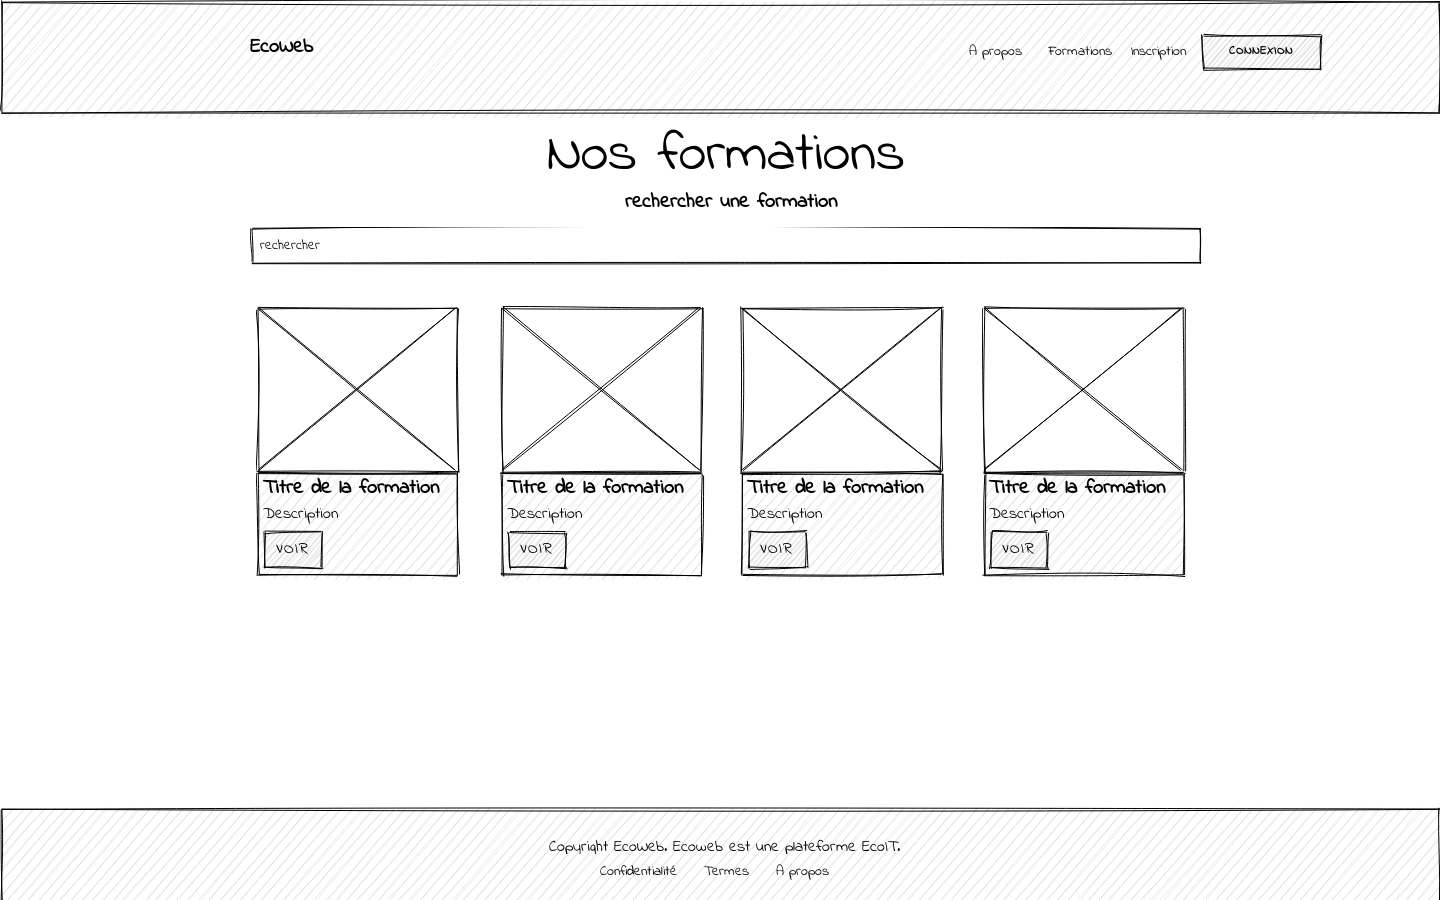 EcoWeb
À propos Formations Inscription CONNEXION
Nos formations
rechercher une formation
rechercher
Titre de la formation Titre de la formation Titre de la formation Titre de la formation
Description Description Description Description
VOIR VOIR VOIR VOIR
Copyright EcoWeb. Ecoweb est une plateforme EcoIT.
Confidentialité Termes À propos